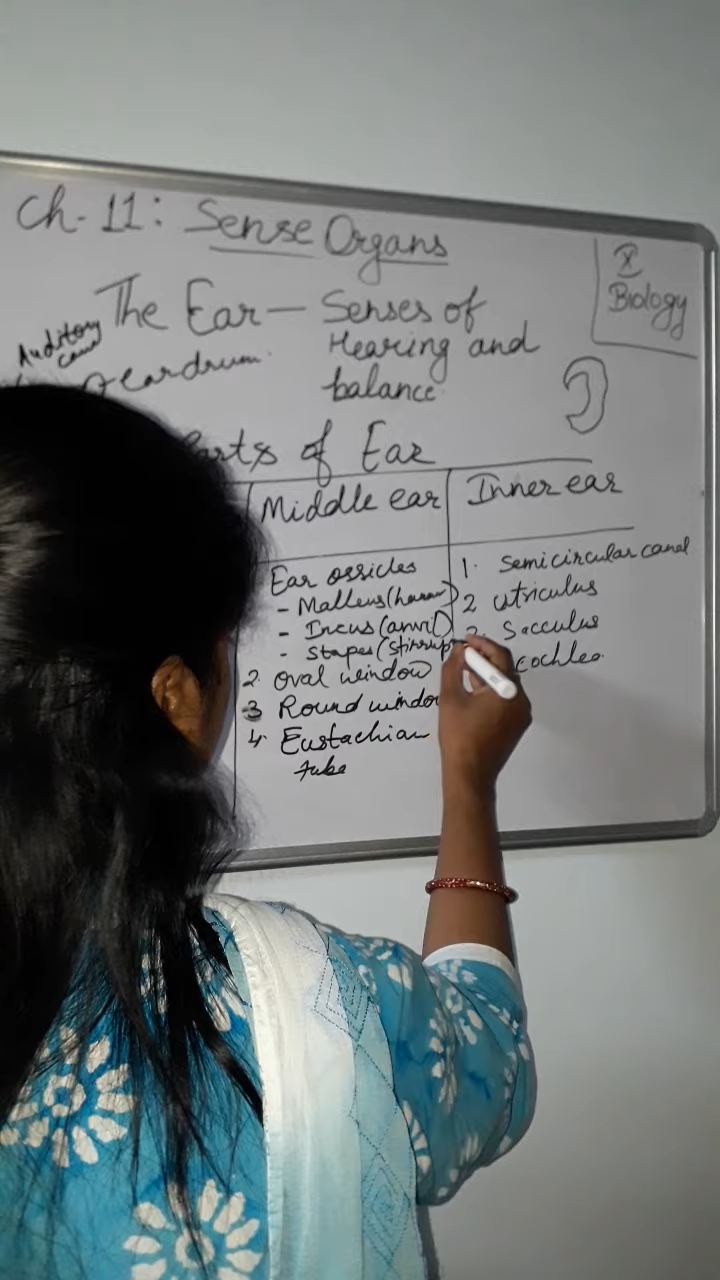 Ch-11: Sense Organs
X
Biology
The Ear— Senses of
Hearing and
balance
Auditory
canal
eardrum
Parts of Ear
Middle ear
Inner ear
Ear ossicles
- Malleus(hammer)
- Incus(anvil)
- Stapes(stirrup
2. oval window
3 Round window
4. Eustachian
tube
1. Semicircular canal
2 utriculus
3. Sacculus
cochlea